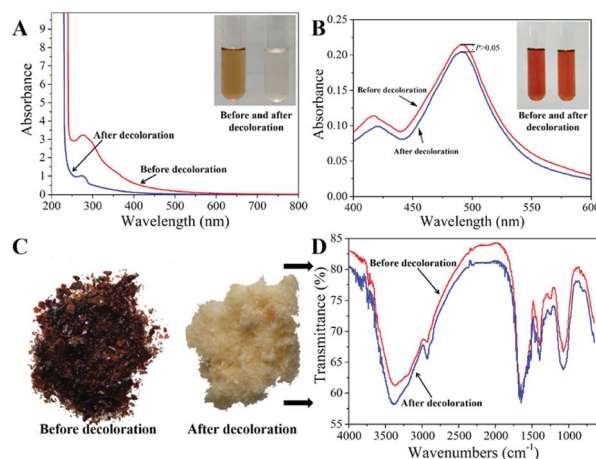 A
Absorbance
9
8
7
6
5
4
3
2
1
0
200 300 400 500 600 700 800
Wavelength (nm)
Before and after
decoloration
After decoloration
Before decoloration
B
Absorbance
0.25
0.20
0.15
0.10
0.05
0.00
400 450 500 550 600
Wavelength (nm)
P>0.05
Before decoloration
After decoloration
Before and after
decoloration
C
Before decoloration
After decoloration
D
Transmittance (%)
85
80
75
70
65
60
55
4000 3500 3000 2500 2000 1500 1000
Wavenumbers (cm⁻¹)
Before decoloration
After decoloration